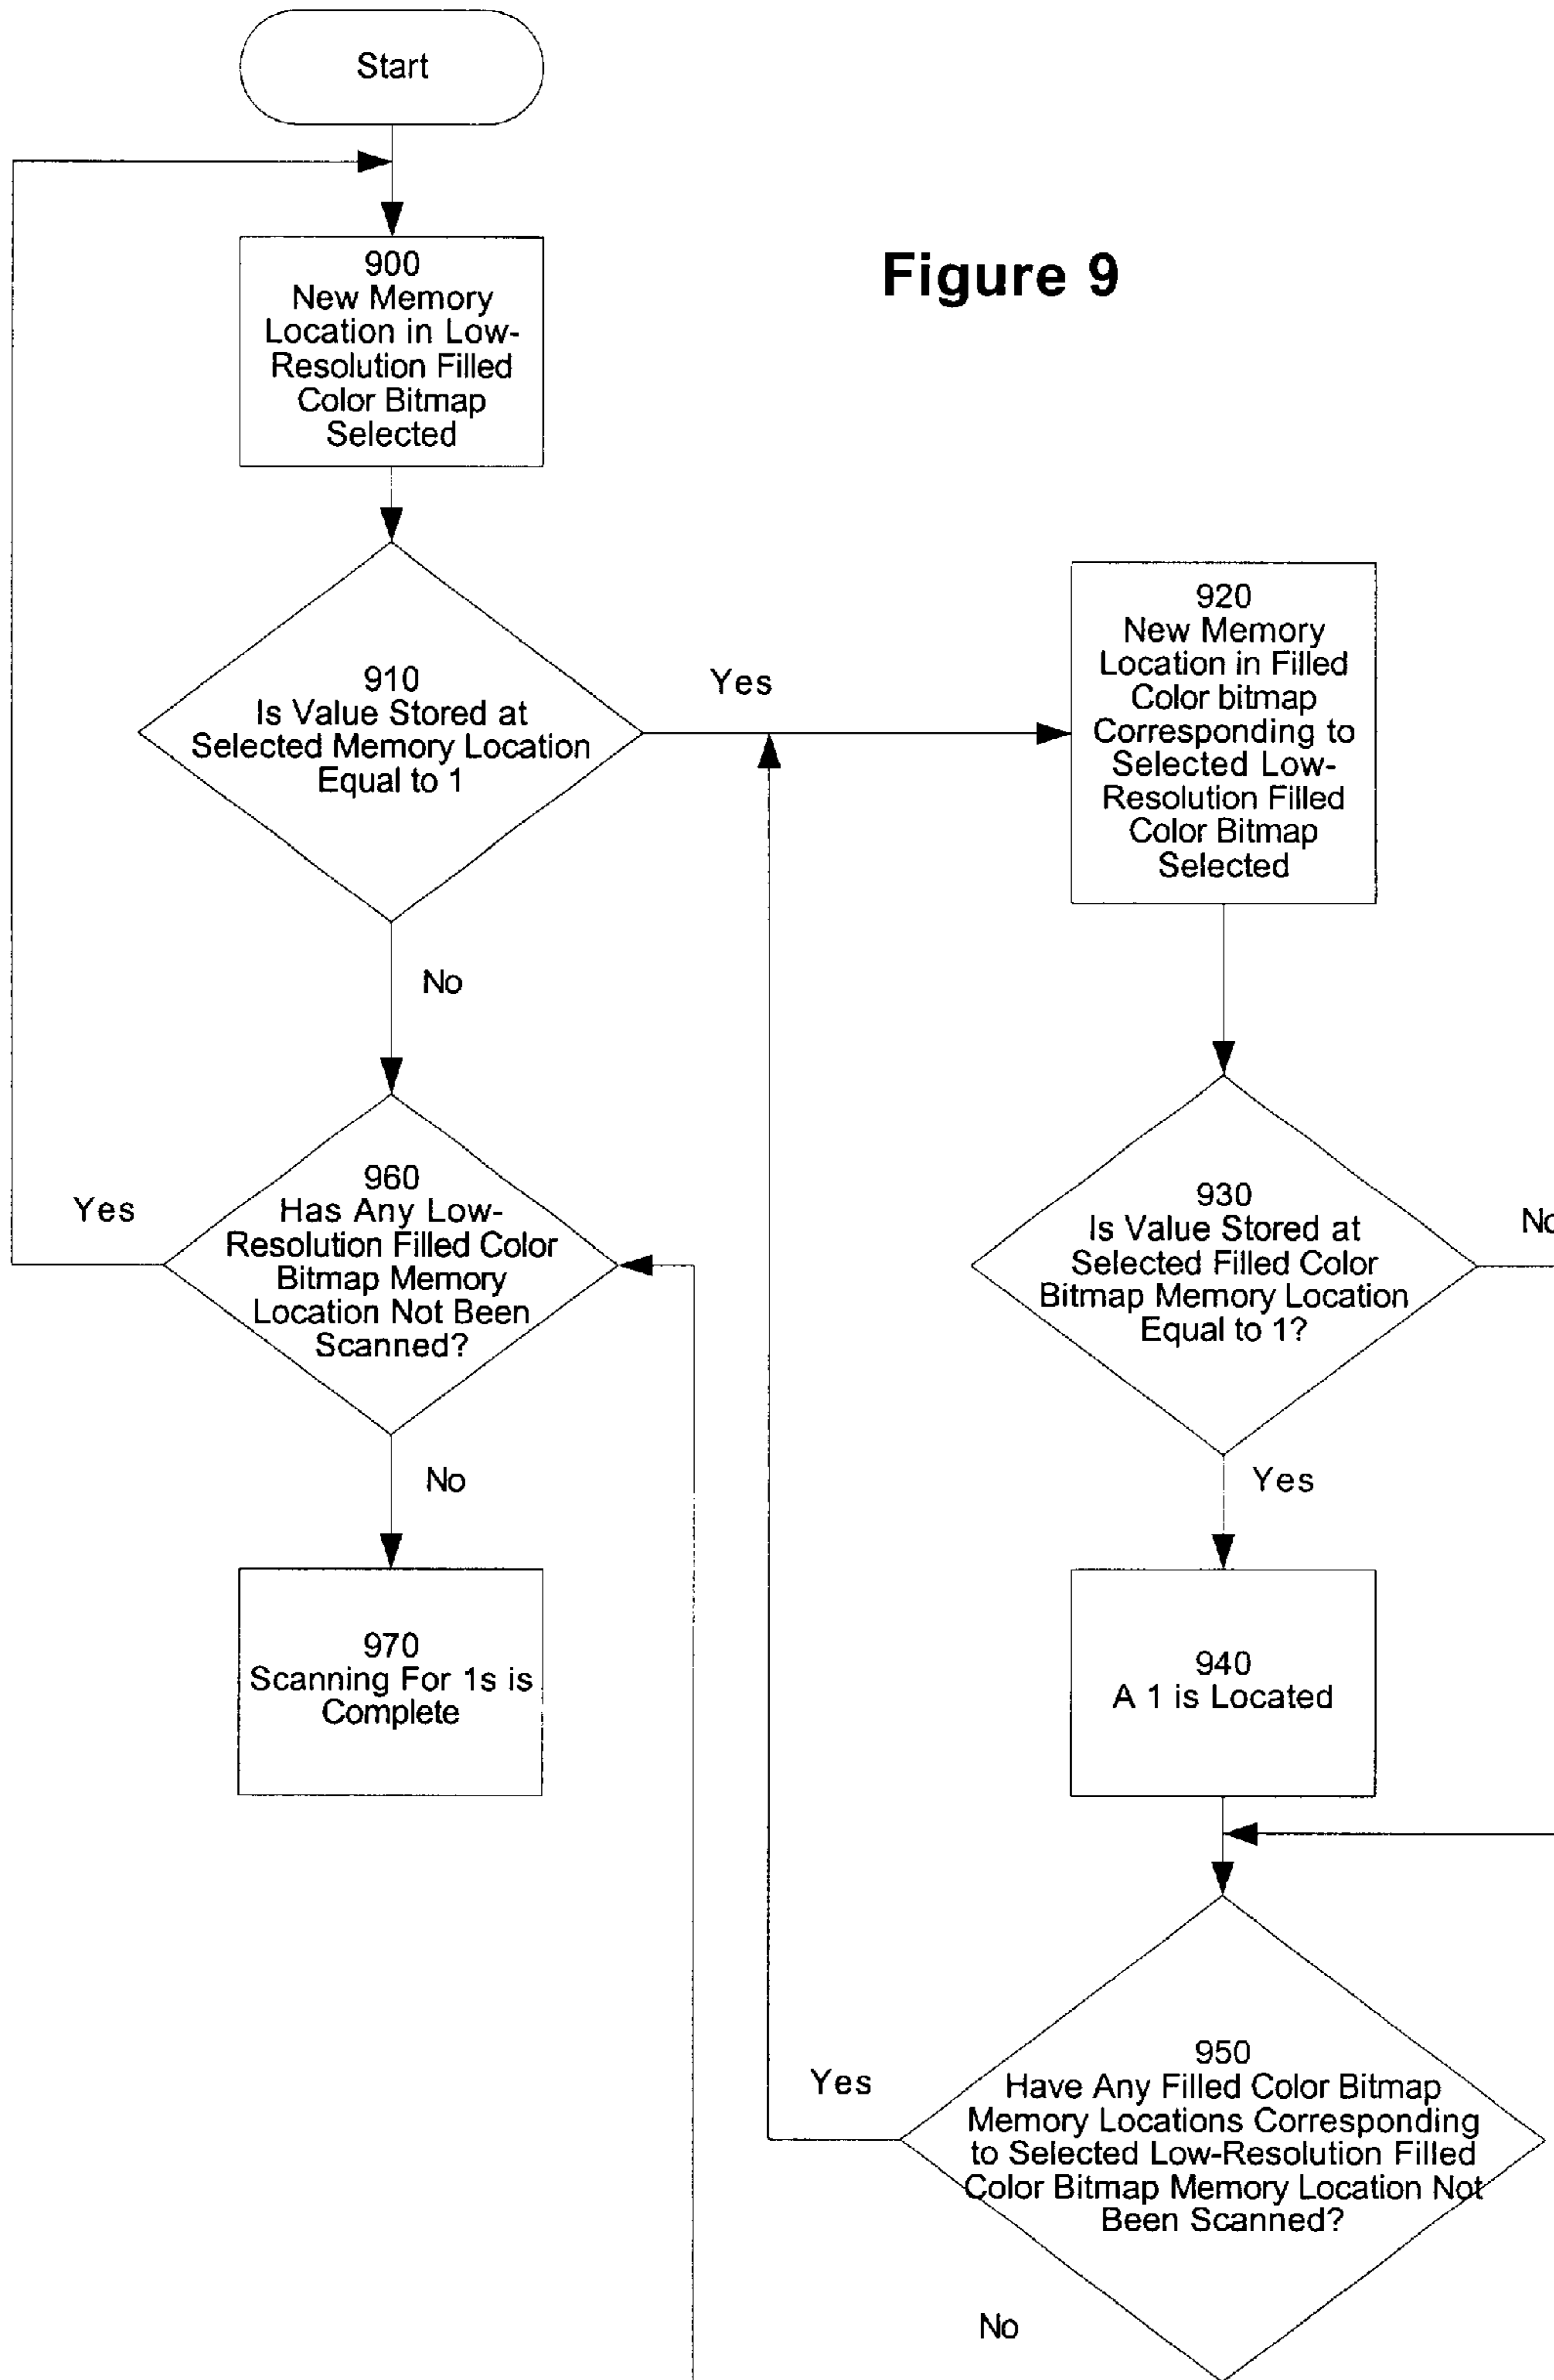 Start
Figure 9
900
New Memory
Location in Low-
Resolution Filled
Color Bitmap
Selected
910
Is Value Stored at
Selected Memory Location
Equal to 1
Yes
No
920
New Memory
Location in Filled
Color bitmap
Corresponding to
Selected Low-
Resolution Filled
Color Bitmap
Selected
960
Has Any Low-
Resolution Filled Color
Bitmap Memory
Location Not Been
Scanned?
Yes
No
930
Is Value Stored at
Selected Filled Color
Bitmap Memory Location
Equal to 1?
No
Yes
970
Scanning For 1s is
Complete
940
A 1 is Located
950
Have Any Filled Color Bitmap
Memory Locations Corresponding
to Selected Low-Resolution Filled
Color Bitmap Memory Location Not
Been Scanned?
Yes
No